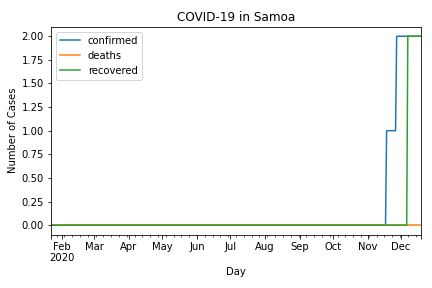 COVID-19 in Samoa
confirmed
deaths
recovered
Number of Cases
2.00
1.75
1.50
1.25
1.00
0.75
0.50
0.25
0.00
Feb Mar Apr May Jun Jul Aug Sep Oct Nov Dec
2020
Day